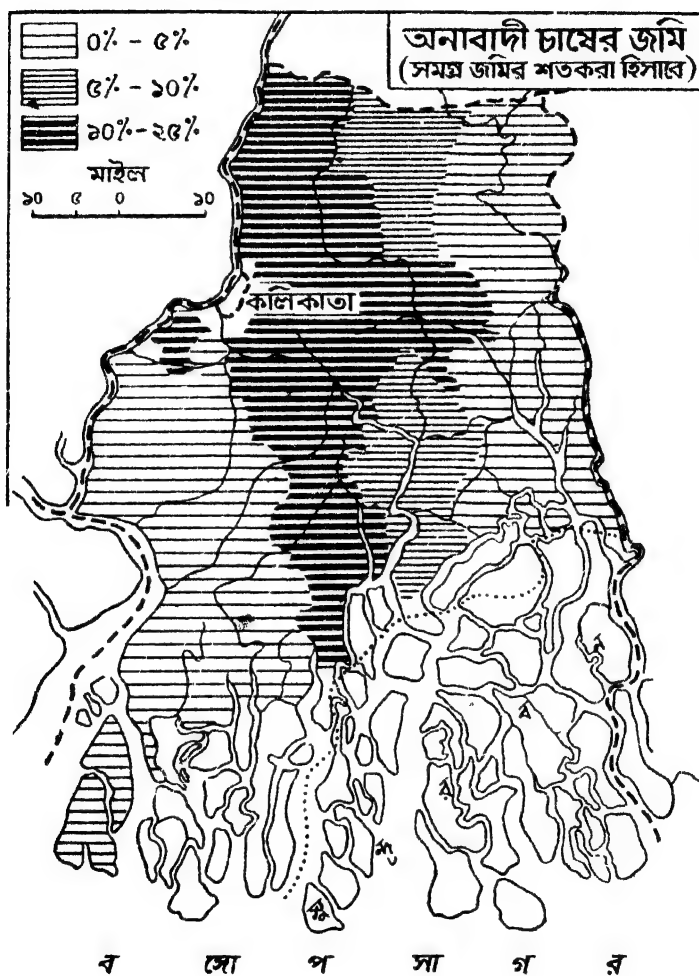 অনাবাদী চাষের জমি
(সমগ্র জমির শতকরা হিসাবে)
০% - ৫%
৫% - ১০%
১০% - ২৫%
মাইল
১০ ৫ ০ ১০
কলিকাতা
সু ন্দ র ব ন
ব ঙ্গো প সা গ র